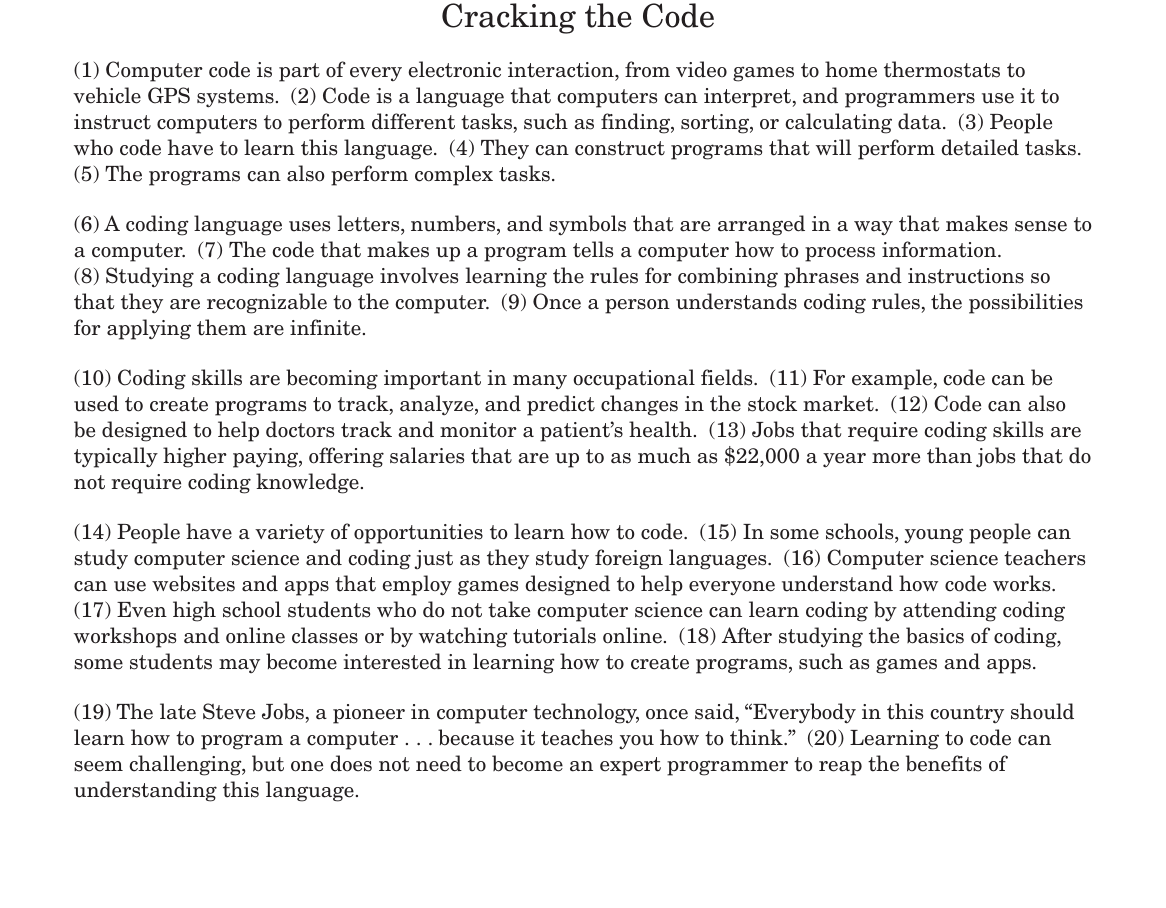 Cracking the Code
(1) Computer code is part of every electronic interaction, from video games to home thermostats to
vehicle GPS systems.  (2) Code is a language that computers can interpret, and programmers use it to
instruct computers to perform different tasks, such as finding, sorting, or calculating data.  (3) People
who code have to learn this language.  (4) They can construct programs that will perform detailed tasks.
(5) The programs can also perform complex tasks.
(6) A coding language uses letters, numbers, and symbols that are arranged in a way that makes sense to
a computer.  (7) The code that makes up a program tells a computer how to process information.
(8) Studying a coding language involves learning the rules for combining phrases and instructions so
that they are recognizable to the computer.  (9) Once a person understands coding rules, the possibilities
for applying them are infinite.
(10) Coding skills are becoming important in many occupational fields.  (11) For example, code can be
used to create programs to track, analyze, and predict changes in the stock market.  (12) Code can also
be designed to help doctors track and monitor a patient’s health.  (13) Jobs that require coding skills are
typically higher paying, offering salaries that are up to as much as $22,000 a year more than jobs that do
not require coding knowledge.
(14) People have a variety of opportunities to learn how to code.  (15) In some schools, young people can
study computer science and coding just as they study foreign languages.  (16) Computer science teachers
can use websites and apps that employ games designed to help everyone understand how code works.
(17) Even high school students who do not take computer science can learn coding by attending coding
workshops and online classes or by watching tutorials online.  (18) After studying the basics of coding,
some students may become interested in learning how to create programs, such as games and apps.
(19) The late Steve Jobs, a pioneer in computer technology, once said, “Everybody in this country should
learn how to program a computer . . . because it teaches you how to think.”  (20) Learning to code can
seem challenging, but one does not need to become an expert programmer to reap the benefits of
understanding this language.